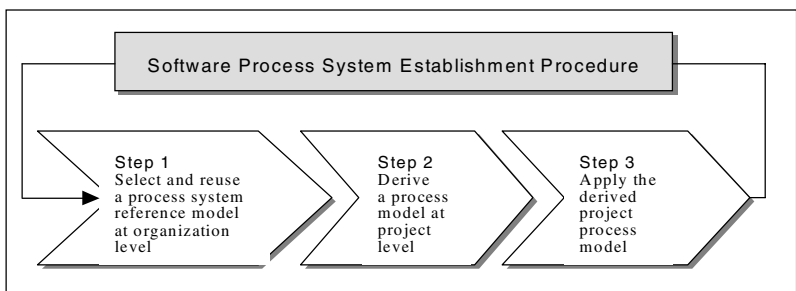 Software Process System Establishment Procedure
Step 1
Select and reuse
a process system
reference model
at organization
level
Step 2
Derive
a process
model at
project
level
Step 3
Apply the
derived
project
process
model